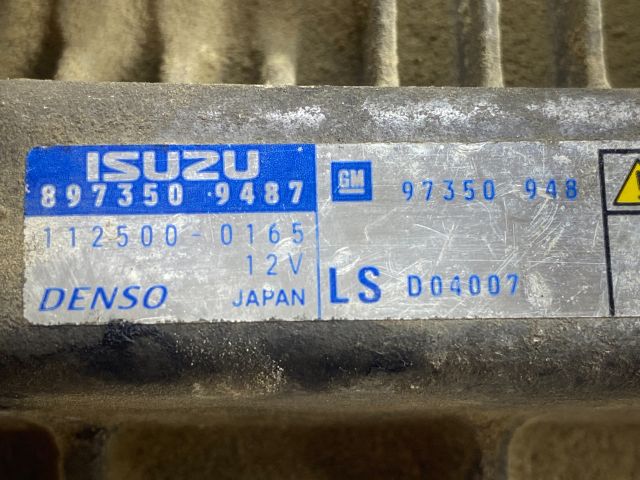 ISUZU
897350-9487
112500-0165
12V
DENSO JAPAN
GM 97350 948
LS D04007